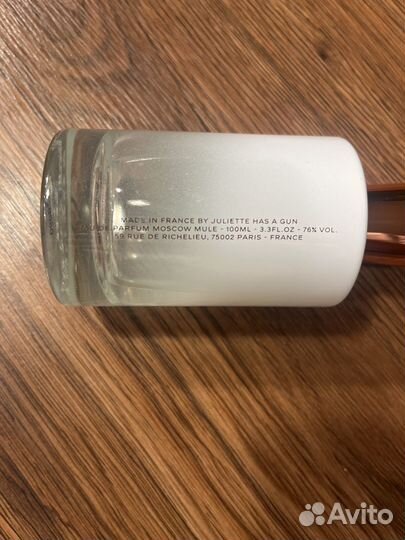 MADE IN FRANCE BY JULIETTE HAS A GUN
DE PARFUM MOSCOW MULE - 100ML - 3.3FL.OZ - 76% VOL.
59 RUE DE RICHELIEU, 75002 PARIS - FRANCE
Avito